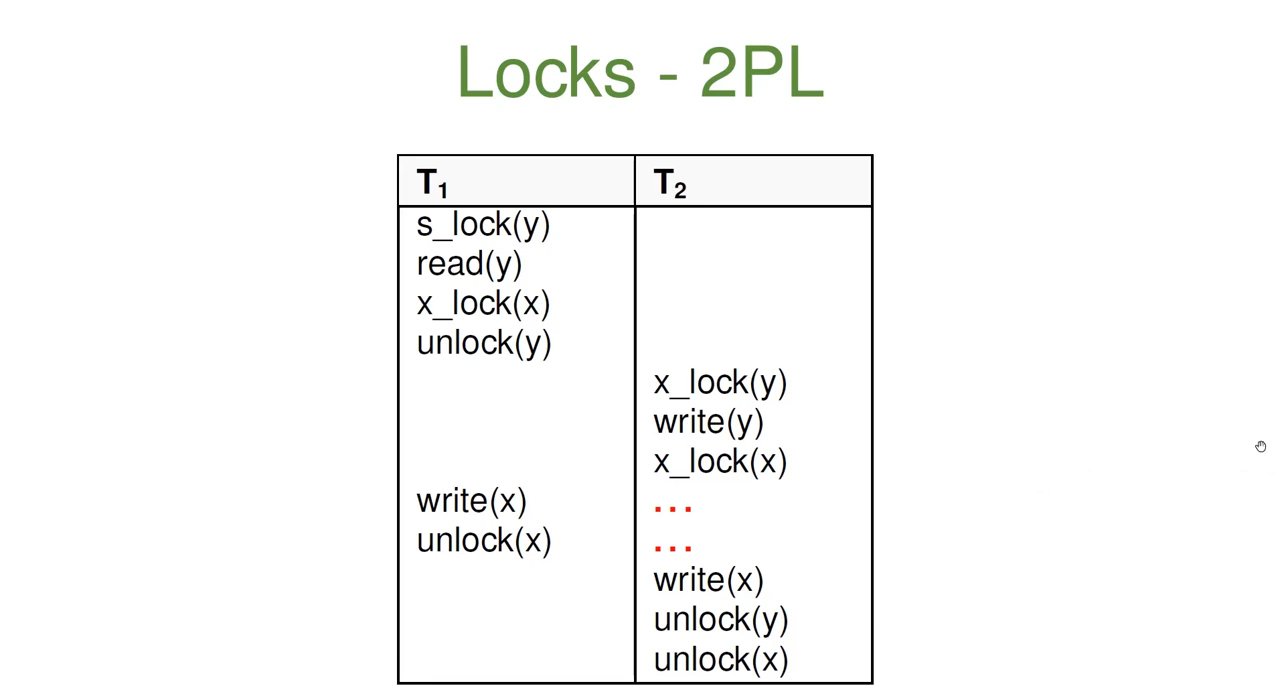 Locks - 2PL
T1 T2
s_lock(y)
read(y)
x_lock(x)
unlock(y)
x_lock(y)
write(y)
x_lock(x)
write(x) ...
unlock(x) ...
write(x)
unlock(y)
unlock(x)